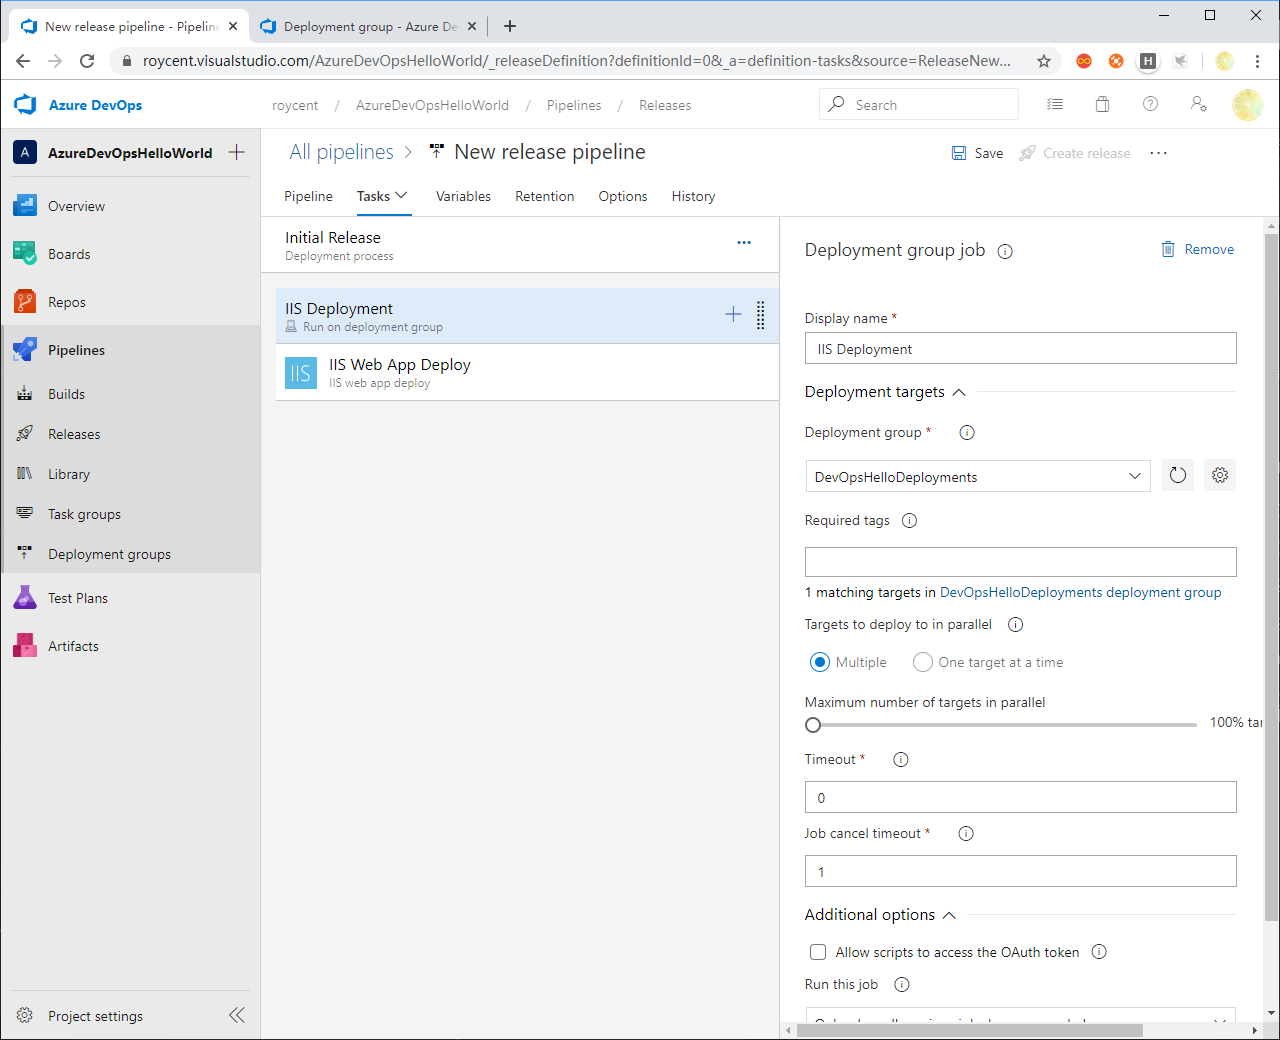 New release pipeline - Pipeline
Deployment group - Azure De
roycent.visualstudio.com/AzureDevOpsHelloWorld/_releaseDefinition?definitionId=0&_a=definition-tasks&source=ReleaseNew...
H
Azure DevOps
roycent / AzureDevOpsHelloWorld / Pipelines / Releases
Search
A AzureDevOpsHelloWorld
Overview
Boards
Repos
Pipelines
Builds
Releases
Library
Task groups
Deployment groups
Test Plans
Artifacts
Project settings
All pipelines > New release pipeline
Save Create release ...
Pipeline Tasks Variables Retention Options History
Initial Release
Deployment process
IIS Deployment
Run on deployment group
IIS
IIS Web App Deploy
IIS web app deploy
Deployment group job
Remove
Display name *
IIS Deployment
Deployment targets
Deployment group *
DevOpsHelloDeployments
Required tags
1 matching targets in DevOpsHelloDeployments deployment group
Targets to deploy to in parallel
Multiple One target at a time
Maximum number of targets in parallel
100% tar
Timeout *
0
Job cancel timeout *
1
Additional options
Allow scripts to access the OAuth token
Run this job